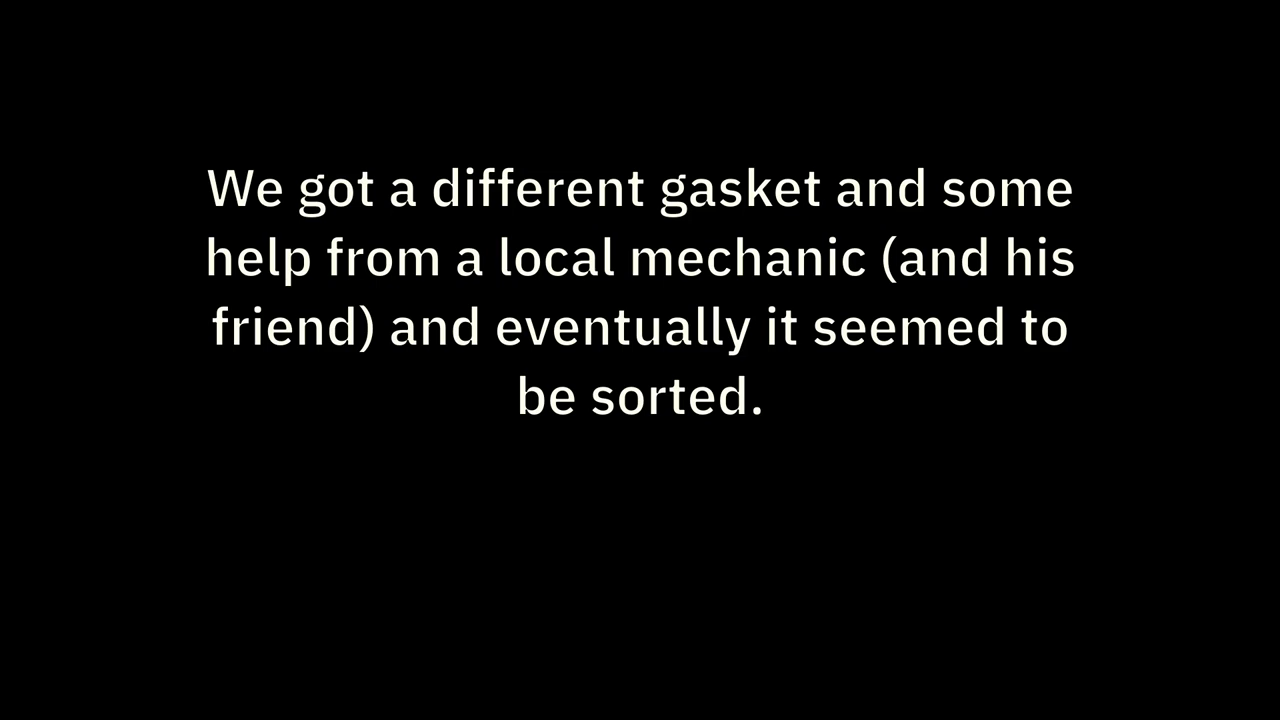 We got a different gasket and some
help from a local mechanic (and his
friend) and eventually it seemed to
be sorted.